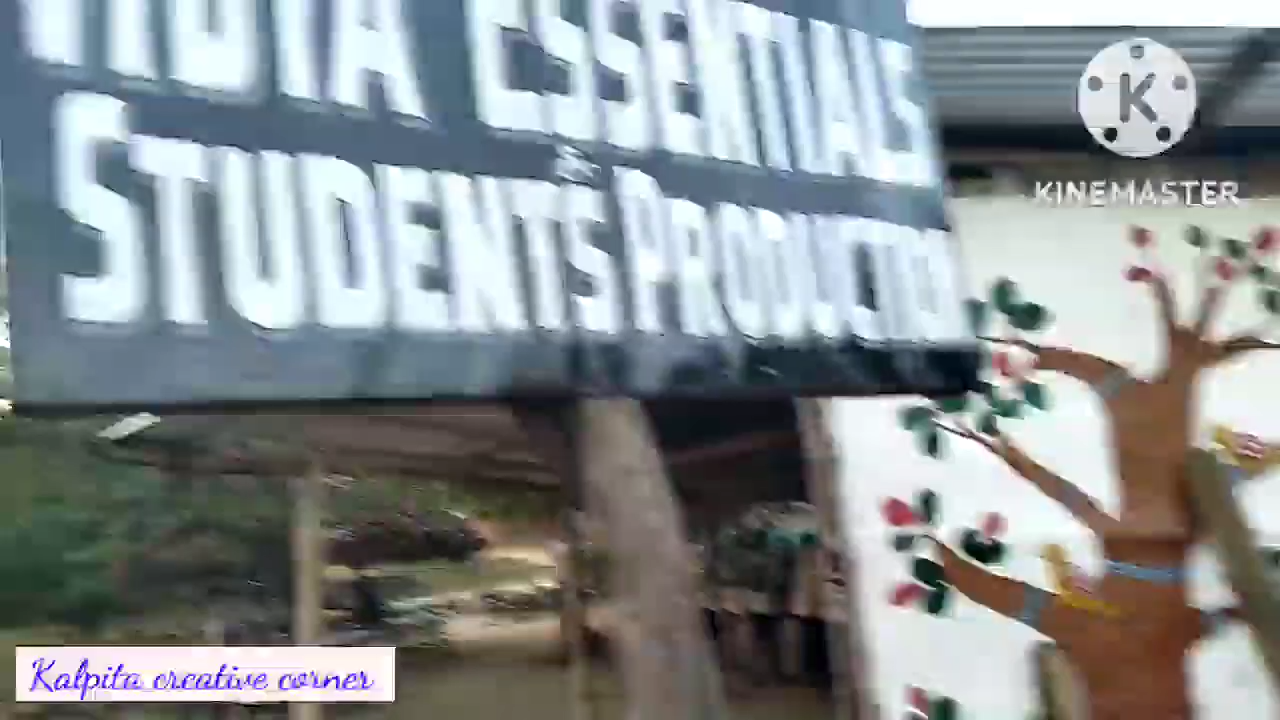 ESSENTIALS
&
STUDENTS PRODUCTION
K
KINEMASTER
Kalpita creative corner